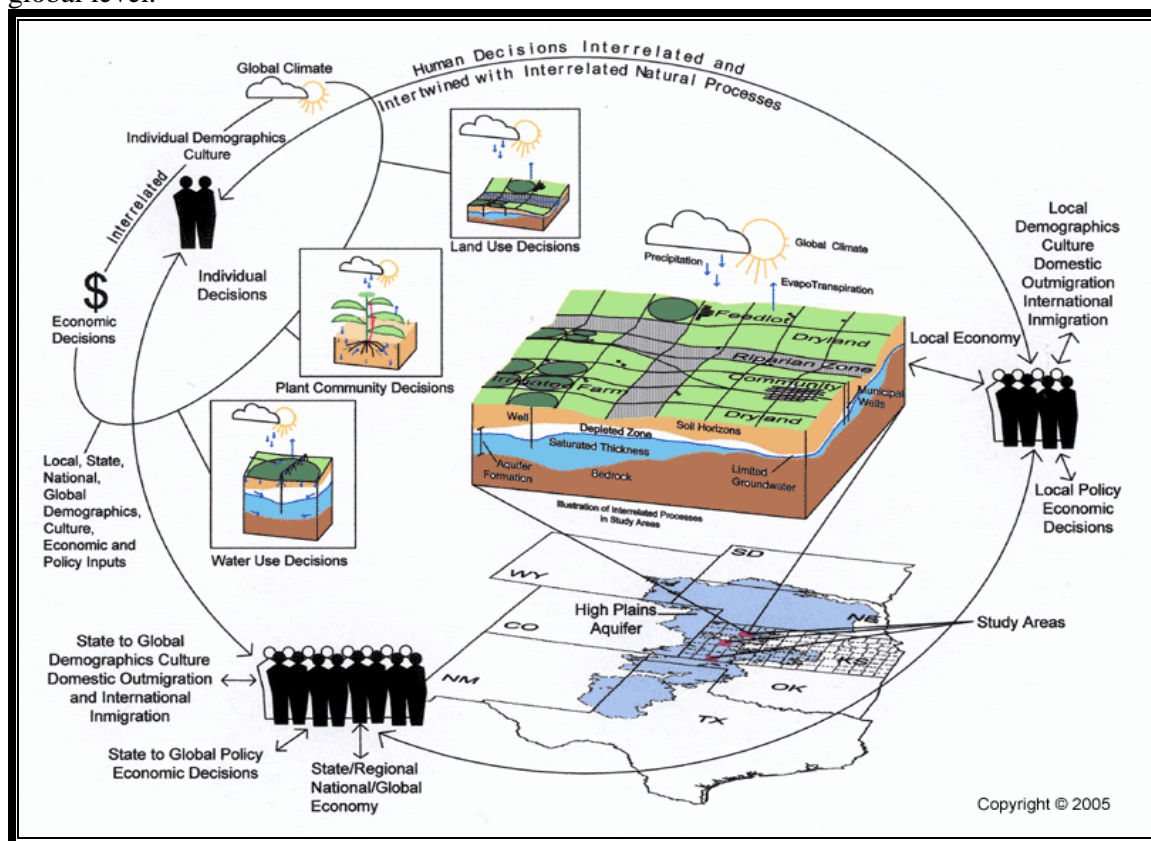 global level.
Human Decisions Interrelated and
Intertwined with Interrelated Natural Processes
Global Climate
Individual Demographics
Culture
Interrelated
Individual
Decisions
$
Economic
Decisions
Land Use Decisions
Plant Community Decisions
Water Use Decisions
Local, State,
National,
Global
Demographics,
Culture,
Economic and
Policy Inputs
Precipitation
Global Climate
EvapoTranspiration
Feedlot
Dryland
Riparian Zone
Community
Irrigated Farm
Dryland
Municipal
Wells
Well
Soil Horizons
Depleted Zone
Saturated Thickness
Aquifer
Formation
Bedrock
Limited
Groundwater
Illustration of Interrelated Processes
in Study Areas
Local
Demographics
Culture
Domestic
Outmigration
International
Inmigration
Local Economy
Local Policy
Economic
Decisions
SD
WY
High Plains
Aquifer
NE
CO
Study Areas
KS
NM
OK
TX
State to Global
Demographics Culture
Domestic Outmigration
and International
Inmigration
State to Global Policy
Economic Decisions
State/Regional
National/Global
Economy
Copyright © 2005